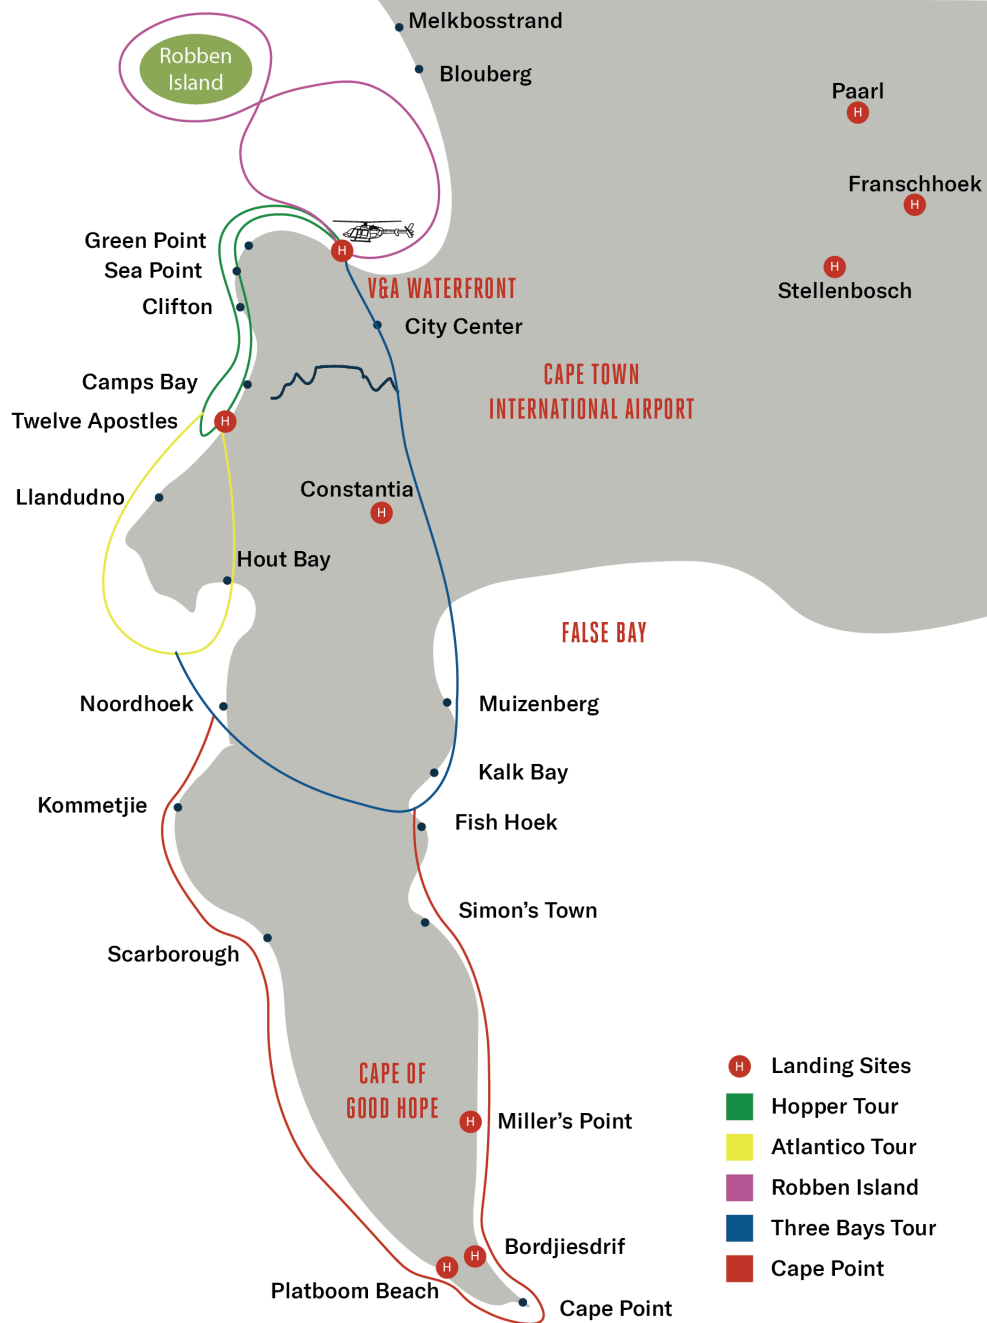 Melkbosstrand
Robben
Island
Blouberg
Paarl
H
Franschhoek
H
Green Point
H
Sea Point
H
Stellenbosch
V&A WATERFRONT
Clifton
City Center
CAPE TOWN
INTERNATIONAL AIRPORT
Camps Bay
Twelve Apostles
H
Llandudno
Constantia
H
Hout Bay
FALSE BAY
Noordhoek
Muizenberg
Kalk Bay
Kommetjie
Fish Hoek
Simon's Town
Scarborough
CAPE OF
GOOD HOPE
H
Miller's Point
Bordjiesdrif
H
H
Platboom Beach
Cape Point
H
Landing Sites
Hopper Tour
Atlantico Tour
Robben Island
Three Bays Tour
Cape Point